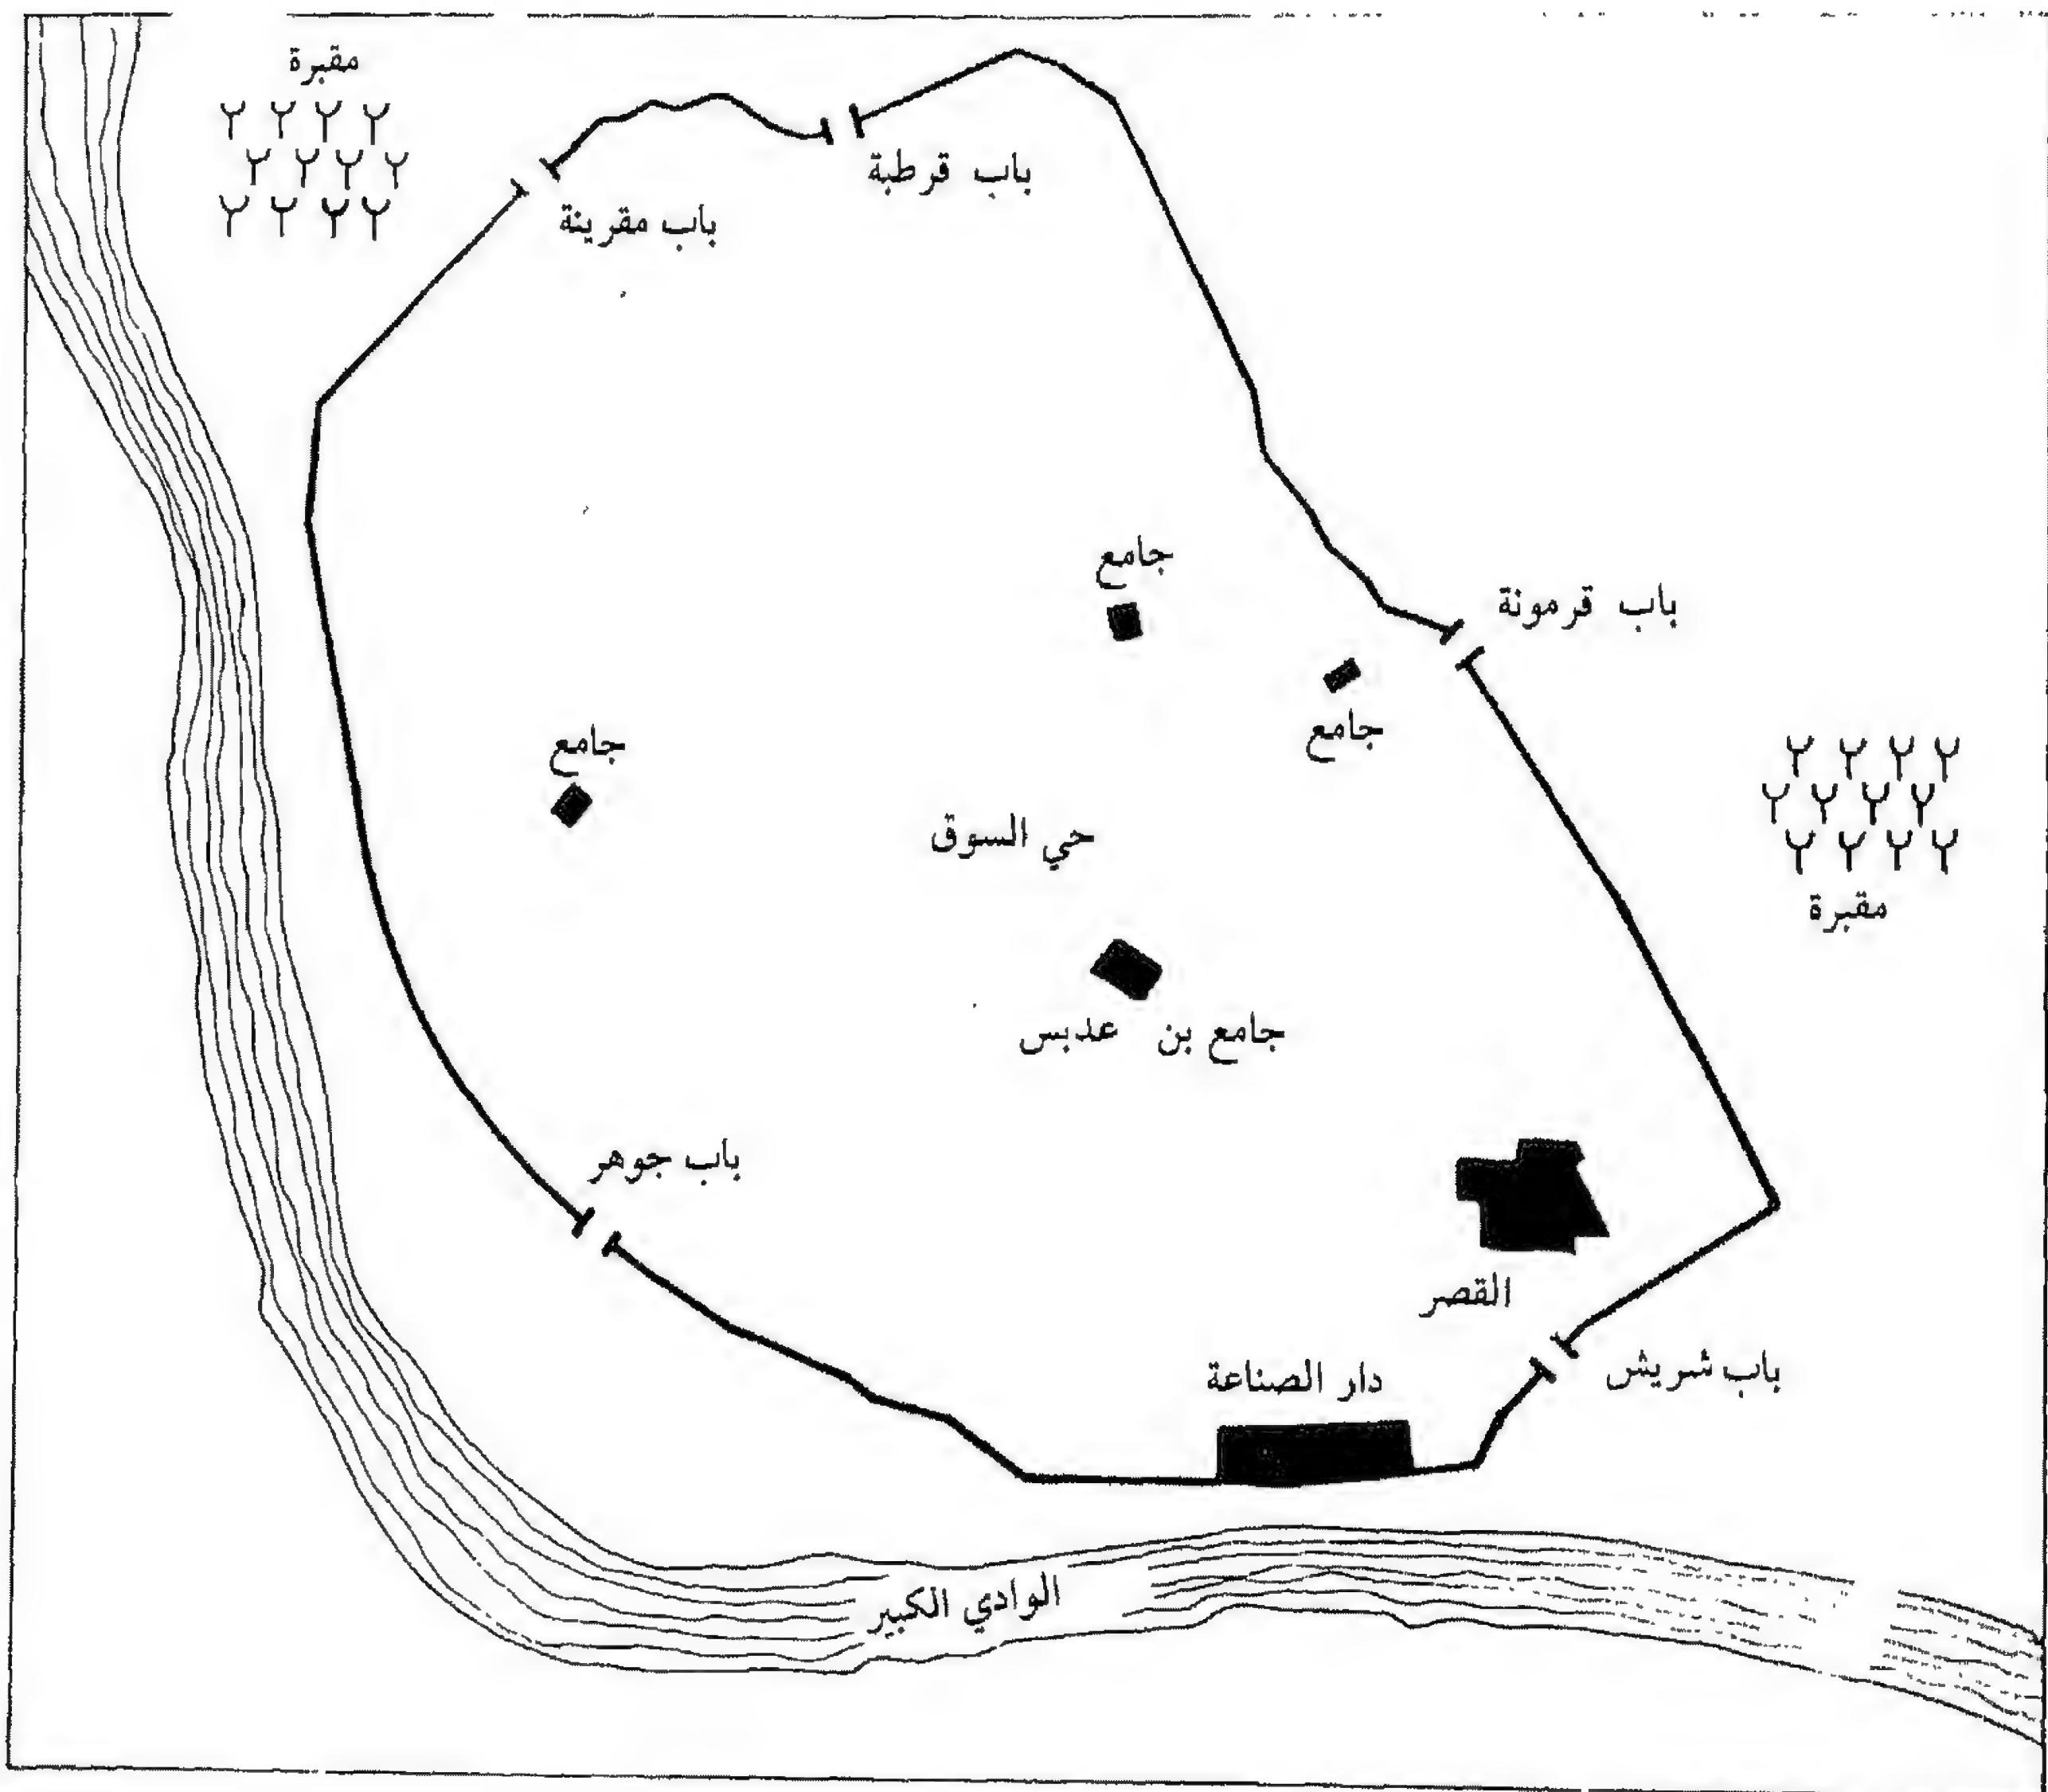 مقبرة
باب قرطبة
باب مقرينة
جامع
باب قرمونة
جامع
جامع
حي السوق
مقبرة
جامع بن عدبس
باب جوهر
القصر
باب شريش
دار الصناعة
الوادي الكبير